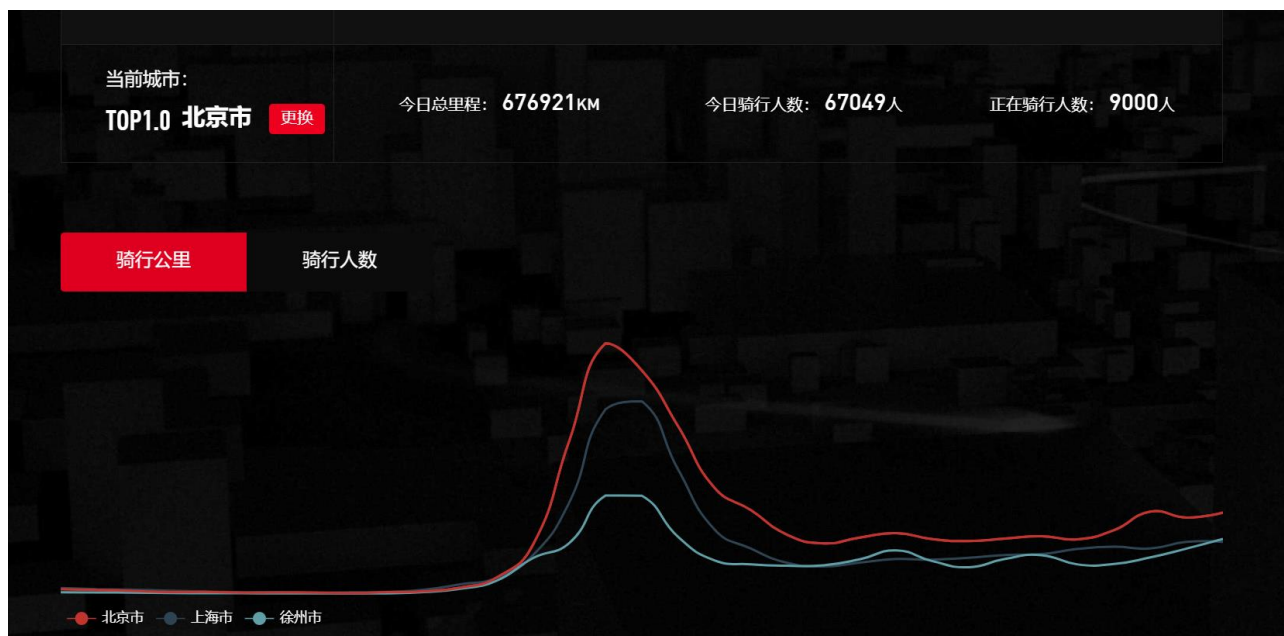 当前城市：
TOP1.0 北京市 更换
今日总里程： 676921KM
今日骑行人数： 67049人
正在骑行人数： 9000人
骑行公里 骑行人数
北京市 上海市 徐州市